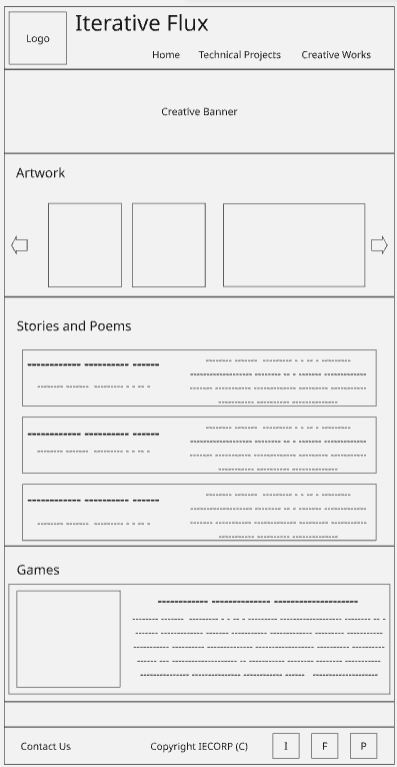 Iterative Flux
Logo
Home Technical Projects Creative Works
Creative Banner
Artwork
Stories and Poems
Games
Contact Us Copyright IECORP (C) I F P